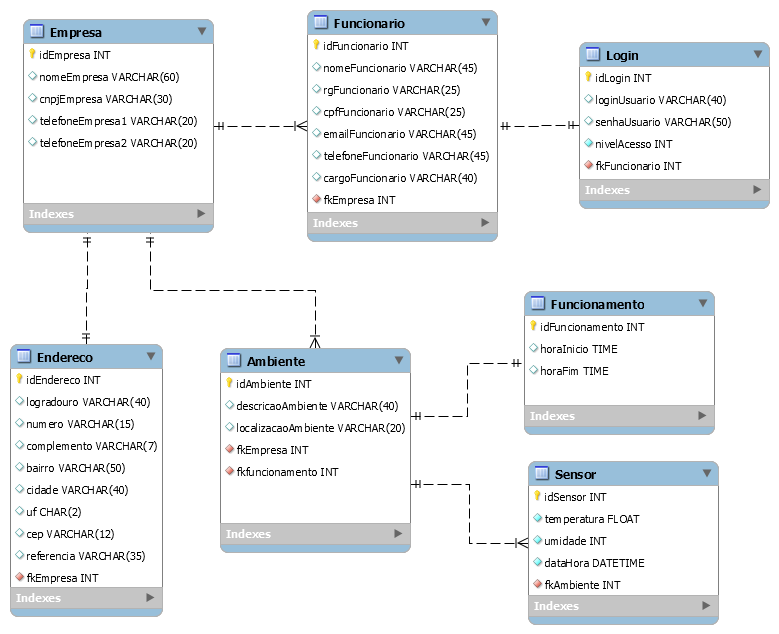 Empresa
idEmpresa INT
nomeEmpresa VARCHAR(60)
cnpjEmpresa VARCHAR(30)
telefoneEmpresa1 VARCHAR(20)
telefoneEmpresa2 VARCHAR(20)
Indexes
Funcionario
idFuncionario INT
nomeFuncionario VARCHAR(45)
rgFuncionario VARCHAR(25)
cpfFuncionario VARCHAR(25)
emailFuncionario VARCHAR(45)
telefoneFuncionario VARCHAR(45)
cargoFuncionario VARCHAR(40)
fkEmpresa INT
Indexes
Login
idLogin INT
loginUsuario VARCHAR(40)
senhaUsuario VARCHAR(50)
nivelAcesso INT
fkFuncionario INT
Indexes
Endereco
idEndereco INT
logradouro VARCHAR(40)
numero VARCHAR(15)
complemento VARCHAR(7)
bairro VARCHAR(50)
cidade VARCHAR(40)
uf CHAR(2)
cep VARCHAR(12)
referencia VARCHAR(35)
fkEmpresa INT
Indexes
Ambiente
idAmbiente INT
descricaoAmbiente VARCHAR(40)
localizacaoAmbiente VARCHAR(20)
fkEmpresa INT
fkfuncionamento INT
Indexes
Funcionamento
idFuncionamento INT
horaInicio TIME
horaFim TIME
Indexes
Sensor
idSensor INT
temperatura FLOAT
umidade INT
dataHora DATETIME
fkAmbiente INT
Indexes